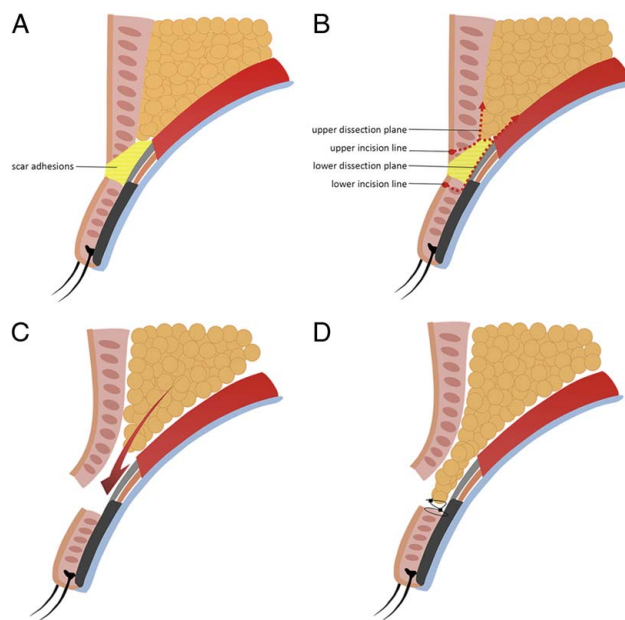 A
B
scar adhesions
upper dissection plane
upper incision line
lower dissection plane
lower incision line
C
D